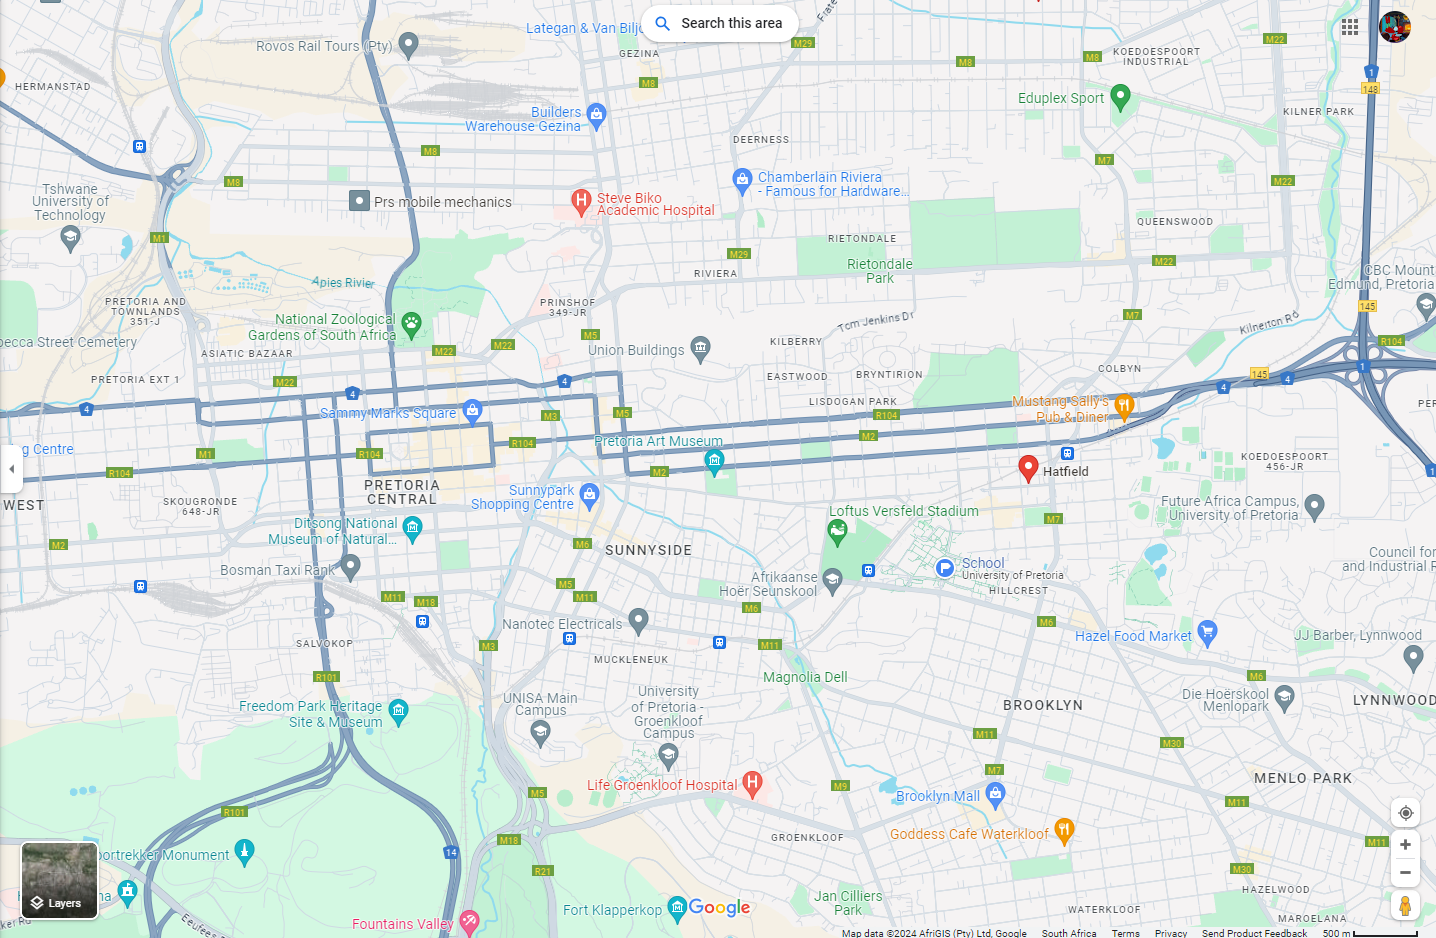 Search this area
Lategan & Van Bilj
M29
M22
Rovos Rail Tours (Pty)
GEZINA
KOEDOESPOORT
INDUSTRIAL
M8
M8
1
HERMANSTAD
M8
148
Eduplex Sport
Builders
Warehouse Gezina
KILNER PARK
DEERNESS
M8
M7
M8
Chamberlain Riviera
- Famous for Hardware...
M22
Tshwane
University of
Technology
Prs mobile mechanics
Steve Biko
Academic Hospital
QUEENSWOOD
M1
RIETONDALE
M29
M22
Rietondale
Park
RIVIERA
CBC Mount
Edmund, Pretoria
Apies Rivier
PRETORIA AND
TOWNLANDS
351-J
PRINSHOF
349-JR
145
M7
National Zoological
Gardens of South Africa
Tom Jenkins Dr
Kilnerton Rd
M5
becca Street Cemetery
M22
M22
Union Buildings
KILBERRY
R104
ASIATIC BAZAAR
PRETORIA EXT 1
M22
4
4
EASTWOOD
BRYNTIRION
COLBYN
145
4
4
1
4
Sammy Marks Square
M3
M5
LISDOGAN PARK
R104
Mustang Sally's
Pub & Diner
PER
g Centre
M1
R104
R104
Pretoria Art Museum
M2
R104
M2
Hatfield
KOEDOESPOORT
456-JR
1
PRETORIA
CENTRAL
Sunnypark
Shopping Centre
WEST
SKOUGRONDE
648-JR
Future Africa Campus,
University of Pretoria
Loftus Versfeld Stadium
M7
Ditsong National
Museum of Natural...
M2
M6
SUNNYSIDE
Council for
and Industrial R
Bosman Taxi Rank
School
University of Pretoria
Afrikaanse
Hoër Seunskool
HILLCREST
M5
M11
M18
M11
M6
M6
Nanotec Electricals
Hazel Food Market
JJ Barber, Lynnwood
SALVOKOP
M3
M11
MUCKLENEUK
R101
Magnolia Dell
M6
Freedom Park Heritage
Site & Museum
UNISA Main
Campus
University
of Pretoria -
Groenkloof
Campus
BROOKLYN
Die Hoërskool
Menlopark
LYNNWOOD
M11
M30
M7
MENLO PARK
Life Groenkloof Hospital
M9
M5
Brooklyn Mall
M11
R101
GROENKLOOF
Goddess Cafe Waterkloof
M18
M11
14
ortrekker Monument
R21
M30
Layers
HAZELWOOD
Jan Cilliers
Park
Fort Klapperkop
Google
WATERKLOOF
MAROELANA
Fountains Valley
Map data ©2024 AfriGIS (Pty) Ltd, Google South Africa Terms Privacy Send Product Feedback 500 m